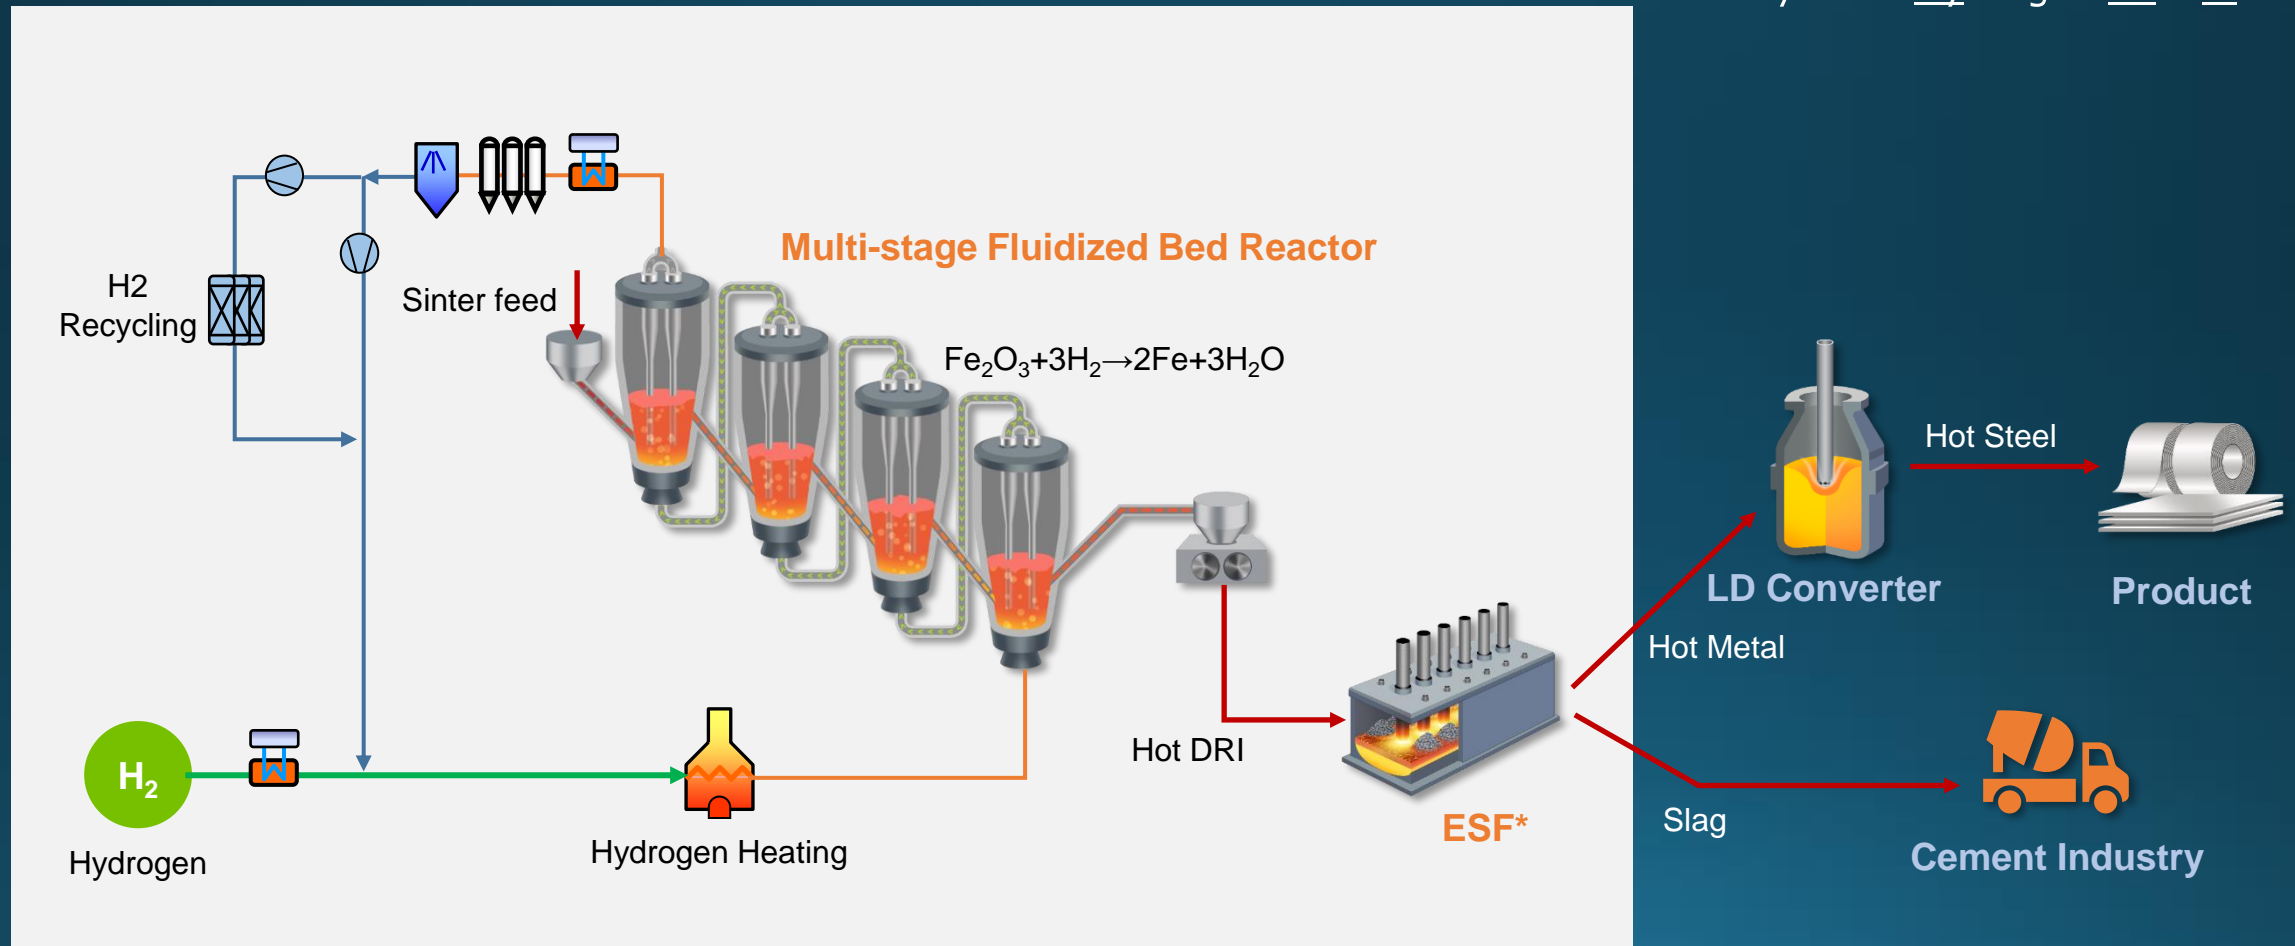 Multi-stage Fluidized Bed Reactor
H2
Recycling
Sinter feed
Fe₂O₃+3H₂→2Fe+3H₂O
Hot Steel
LD Converter
Product
Hot Metal
Hot DRI
H₂
Hydrogen
Hydrogen Heating
ESF*
Slag
Cement Industry